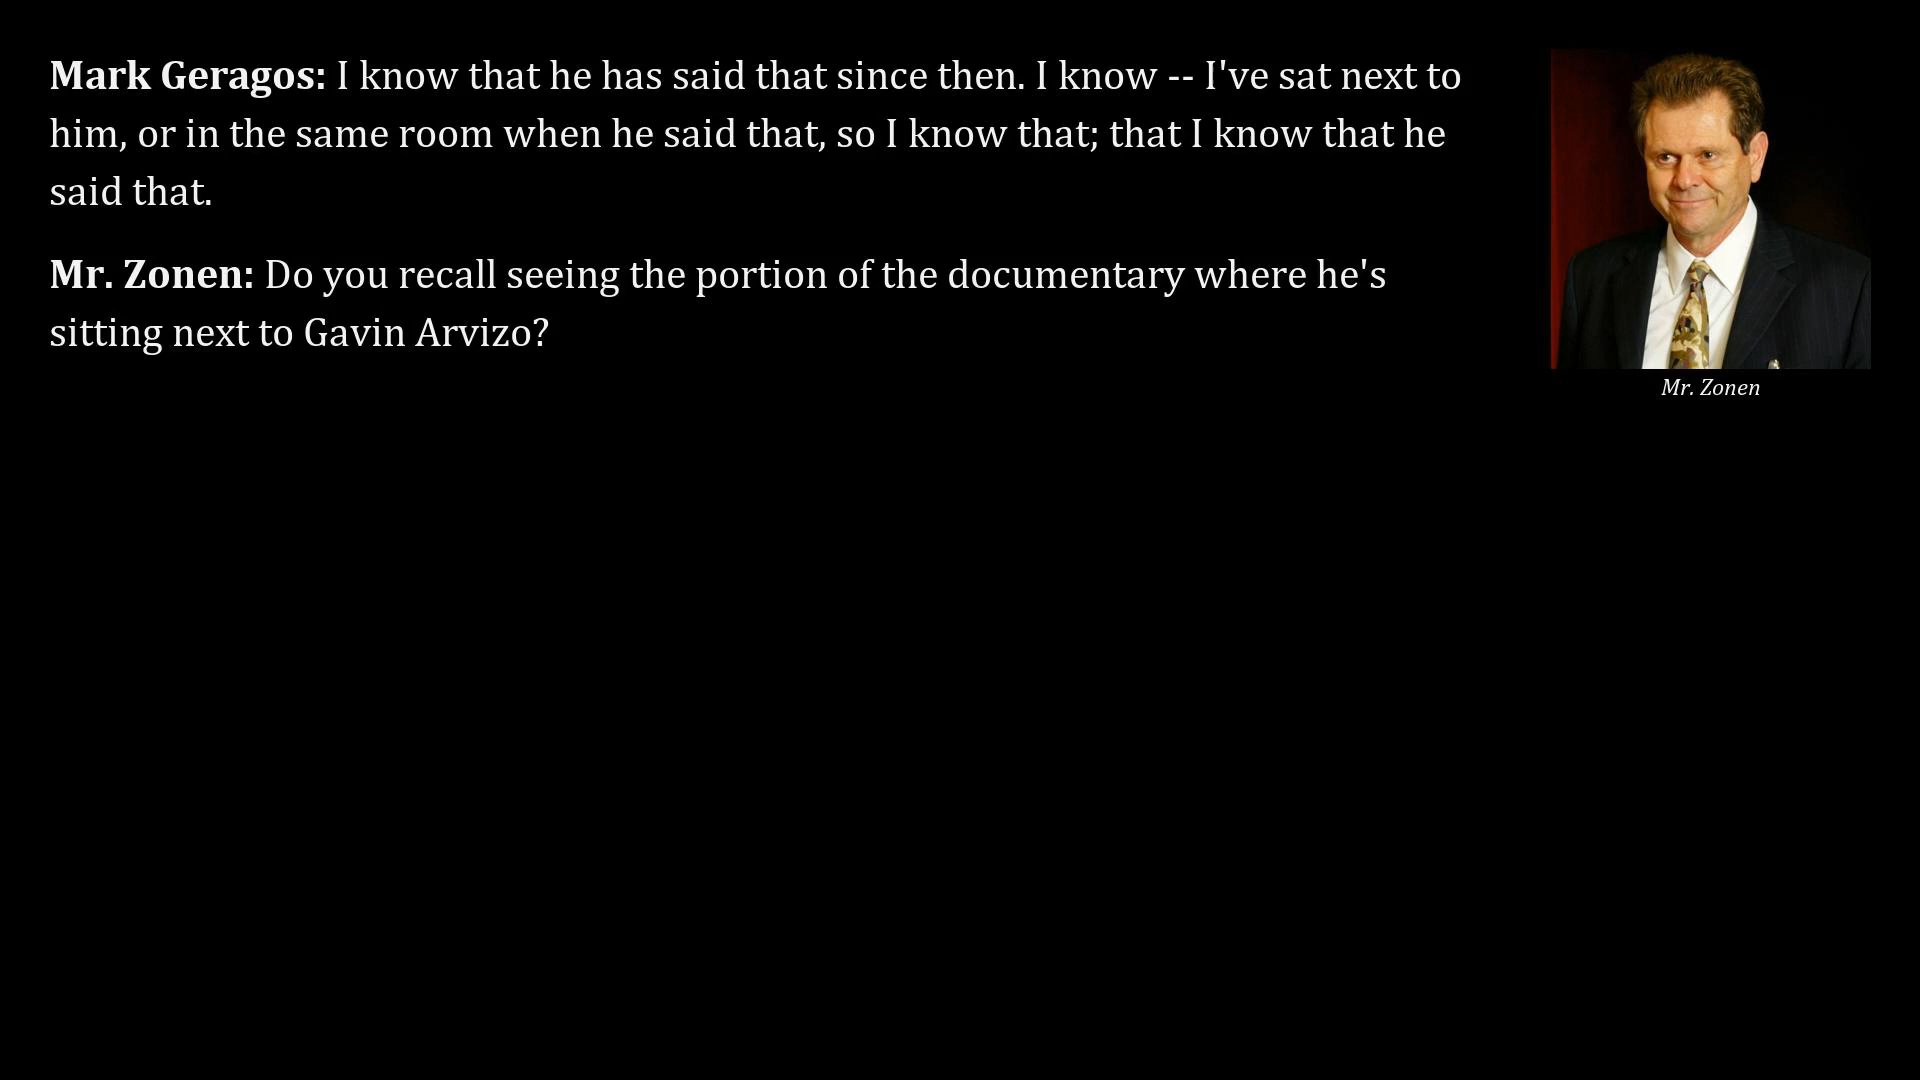 Mark Geragos: I know that he has said that since then. I know -- I've sat next to
him, or in the same room when he said that, so I know that; that I know that he
said that.
Mr. Zonen: Do you recall seeing the portion of the documentary where he's
sitting next to Gavin Arvizo?
Mr. Zonen